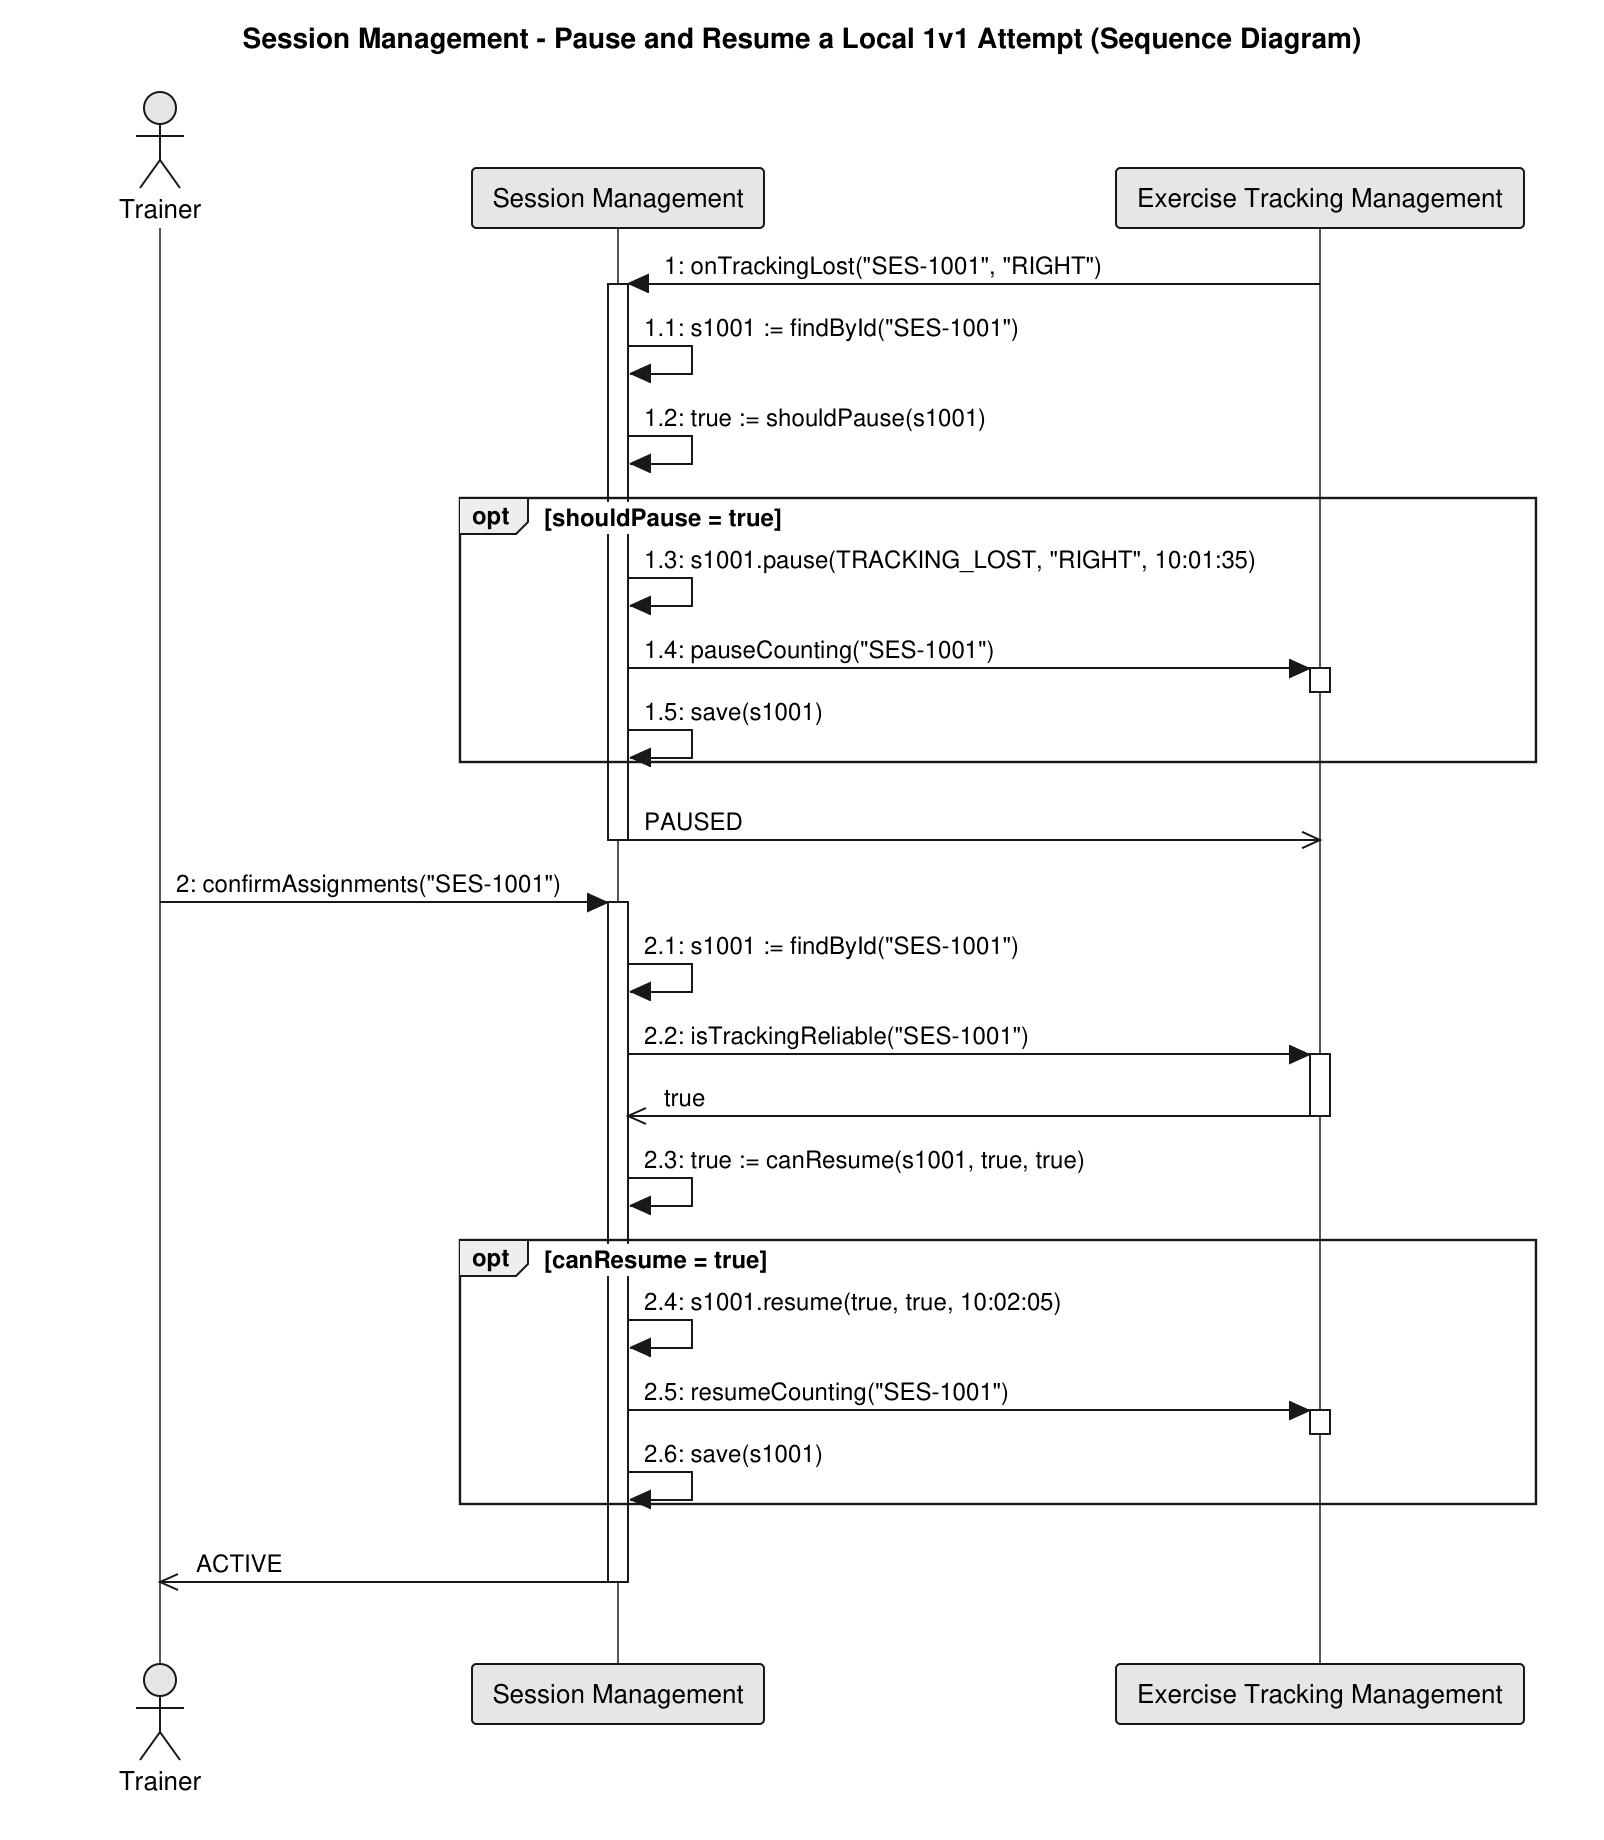 Session Management - Pause and Resume a Local 1v1 Attempt (Sequence Diagram)
Trainer
Session Management
Exercise Tracking Management
1: onTrackingLost("SES-1001", "RIGHT")
1.1: s1001 := findById("SES-1001")
1.2: true := shouldPause(s1001)
opt [shouldPause = true]
1.3: s1001.pause(TRACKING_LOST, "RIGHT", 10:01:35)
1.4: pauseCounting("SES-1001")
1.5: save(s1001)
PAUSED
2: confirmAssignments("SES-1001")
2.1: s1001 := findById("SES-1001")
2.2: isTrackingReliable("SES-1001")
true
2.3: true := canResume(s1001, true, true)
opt [canResume = true]
2.4: s1001.resume(true, true, 10:02:05)
2.5: resumeCounting("SES-1001")
2.6: save(s1001)
ACTIVE
Session Management
Exercise Tracking Management
Trainer